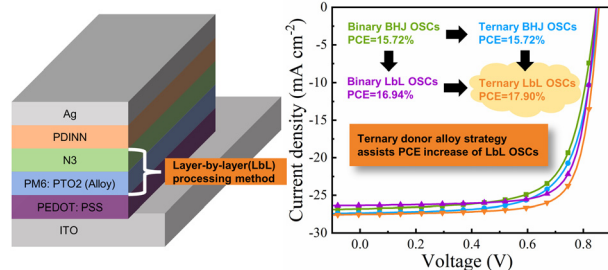 Ag
PDINN
N3
PM6: PTO2 (Alloy)
PEDOT: PSS
ITO
Layer-by-layer(LbL)
processing method
Current density (mA cm-2)
0
-5
-10
-15
-20
-25
-30
0.0
0.2
0.4
0.6
0.8
Voltage (V)
Binary BHJ OSCs
PCE=15.72%
Ternary BHJ OSCs
PCE=15.72%
Binary LbL OSCs
PCE=16.94%
Ternary LbL OSCs
PCE=17.90%
Ternary donor alloy strategy
assists PCE increase of LbL OSCs